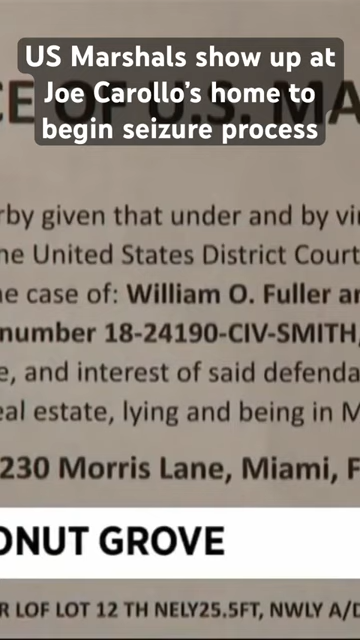 US Marshals show up at
Joe Carollo's home to
begin seizure process
OF U.S. MA
rby given that under and by vi
he United States District Court
e case of: William O. Fuller a
number 18-24190-CIV-SMITH,
e, and interest of said defenda
eal estate, lying and being in M
230 Morris Lane, Miami, F
ONUT GROVE
R LOF LOT 12 TH NELY25.5FT, NWLY A/D